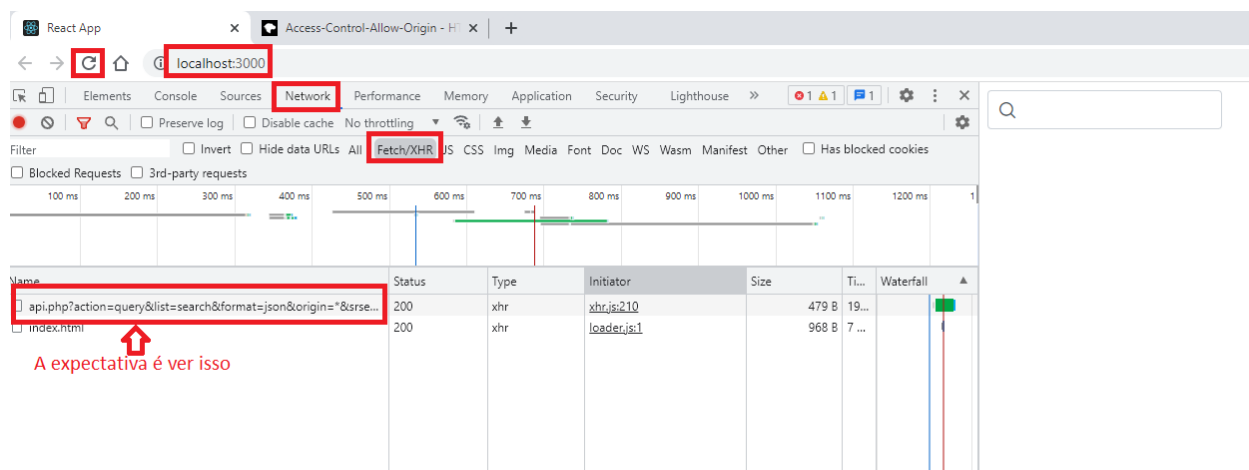 React App
Access-Control-Allow-Origin - HT
localhost:3000
Elements Console Sources Network Performance Memory Application Security Lighthouse » 1 1 1
Preserve log Disable cache No throttling
Filter Invert Hide data URLs All Fetch/XHR JS CSS Img Media Font Doc WS Wasm Manifest Other Has blocked cookies
Blocked Requests 3rd-party requests
100 ms 200 ms 300 ms 400 ms 500 ms 600 ms 700 ms 800 ms 900 ms 1000 ms 1100 ms 1200 ms 1
Name Status Type Initiator Size Ti... Waterfall
api.php?action=query&list=search&format=json&origin=*&srse... 200 xhr xhr.js:210 479 B 19...
index.html 200 xhr loader.js:1 968 B 7 ...
A expectativa é ver isso